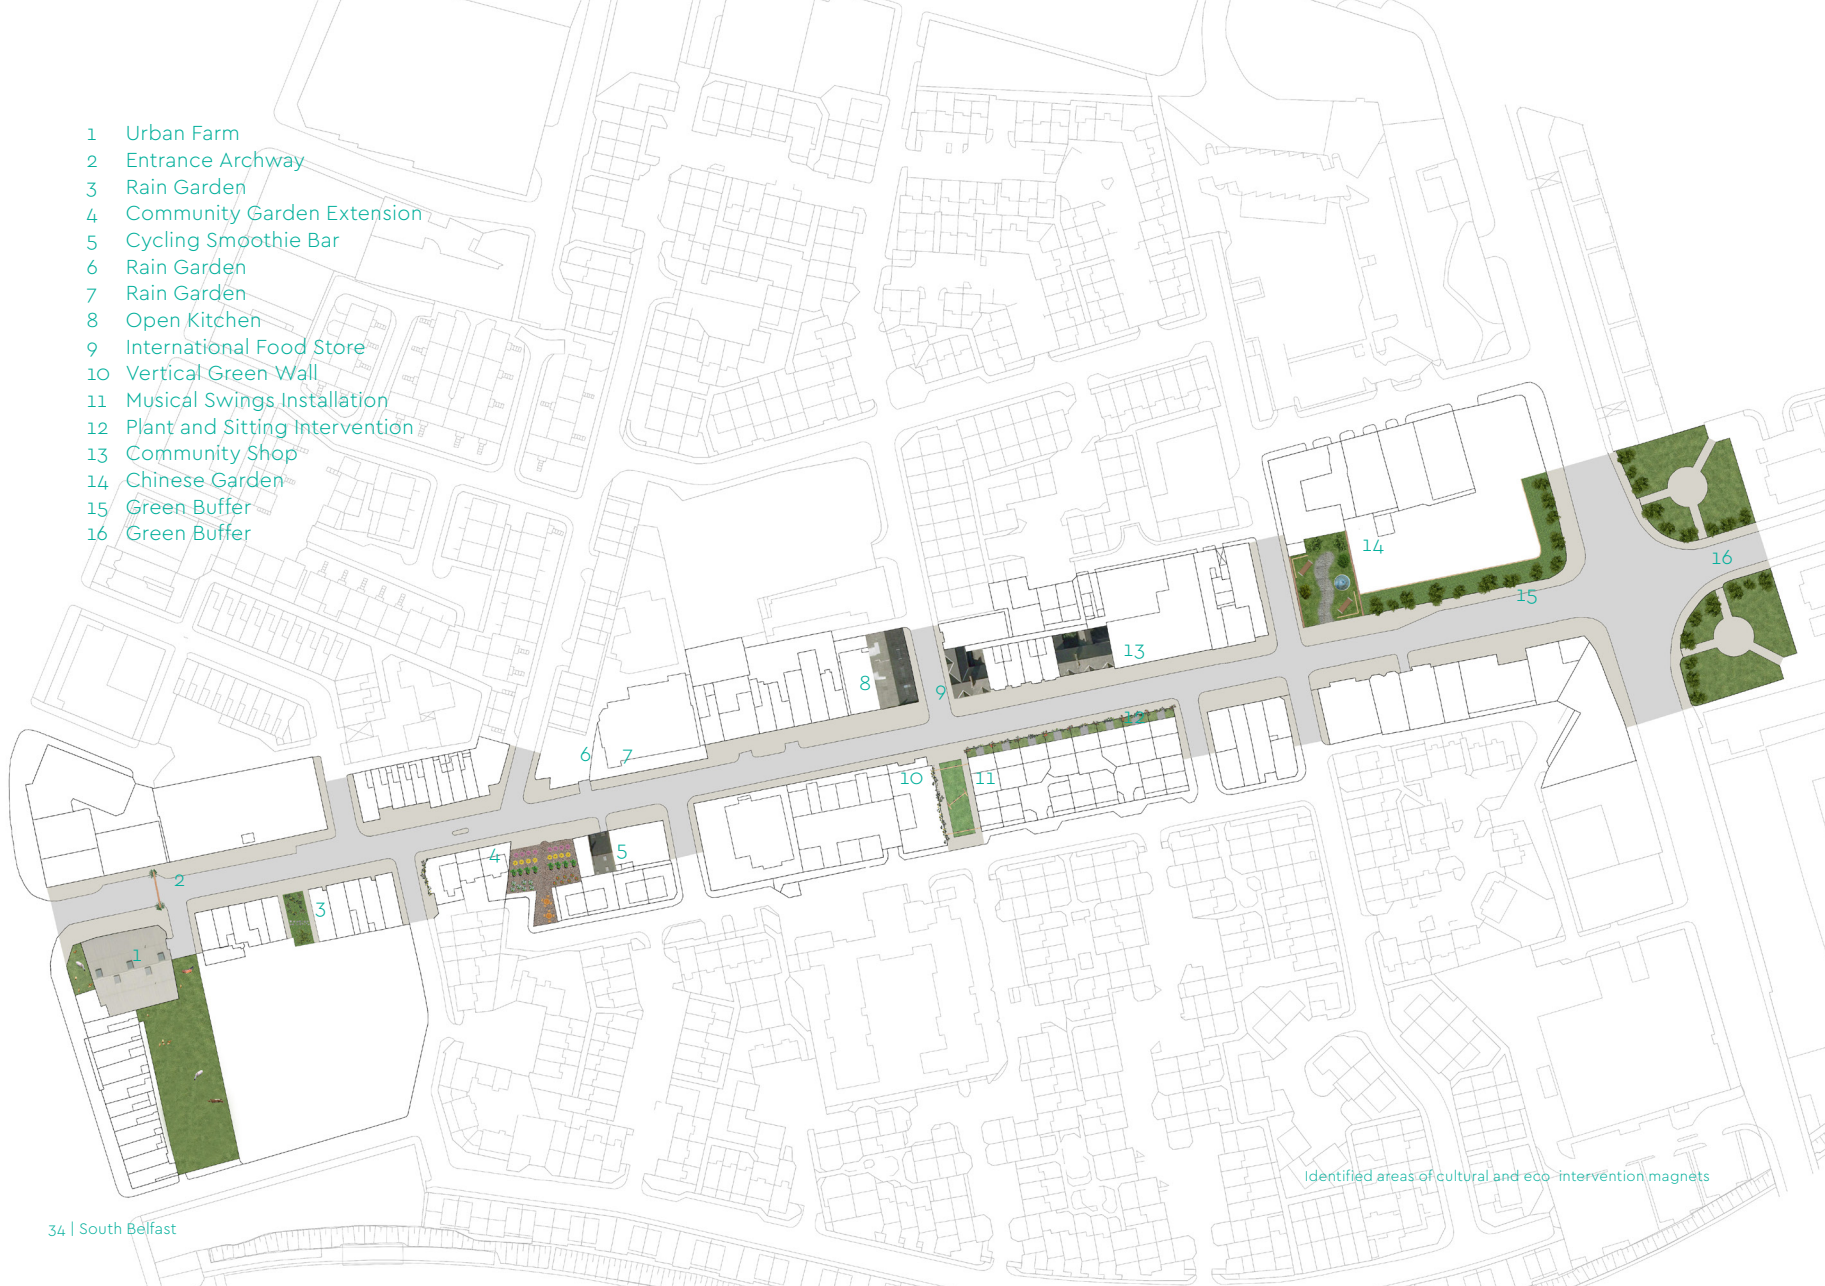 1 Urban Farm
2 Entrance Archway
3 Rain Garden
4 Community Garden Extension
5 Cycling Smoothie Bar
6 Rain Garden
7 Rain Garden
8 Open Kitchen
9 International Food Store
10 Vertical Green Wall
11 Musical Swings Installation
12 Plant and Sitting Intervention
13 Community Shop
14 Chinese Garden
15 Green Buffer
16 Green Buffer
14
16
15
13
8
9
12
6
7
10
11
4
5
2
3
1
Identified areas of cultural and eco intervention magnets
34 | South Belfast